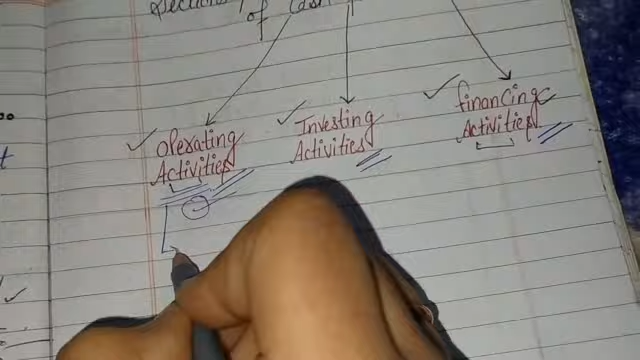 of Cash
Operating
Activities
Investing
Activities
financing
Activities